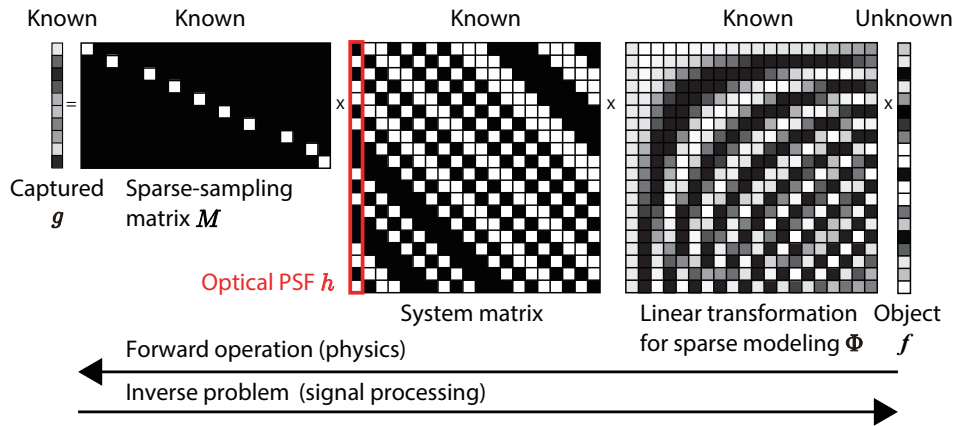 Known
Known
Known
Known
Unknown
=
x
x
x
Captured
g
Sparse-sampling
matrix M
Optical PSF h
System matrix
Linear transformation
for sparse modeling Φ
Object
f
Forward operation (physics)
Inverse problem (signal processing)